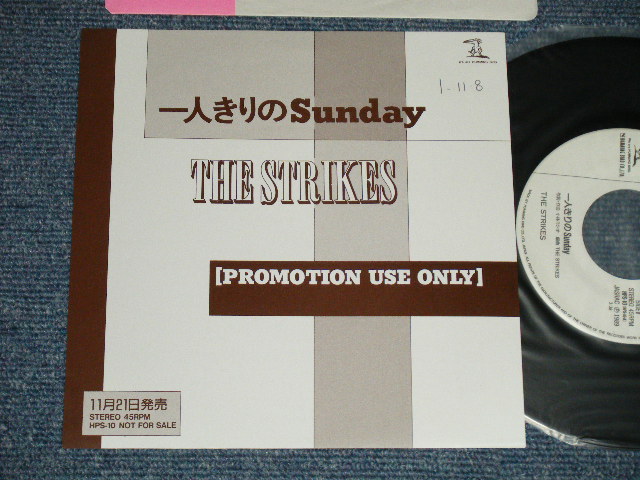 1.11 8
一人きりのSunday
THE STRIKES
[PROMOTION USE ONLY]
11月21日発売
STEREO 45RPM
HPS-10 NOT FOR SALE
一人きりのSunday
THE STRIKES
STEREO
45RPM